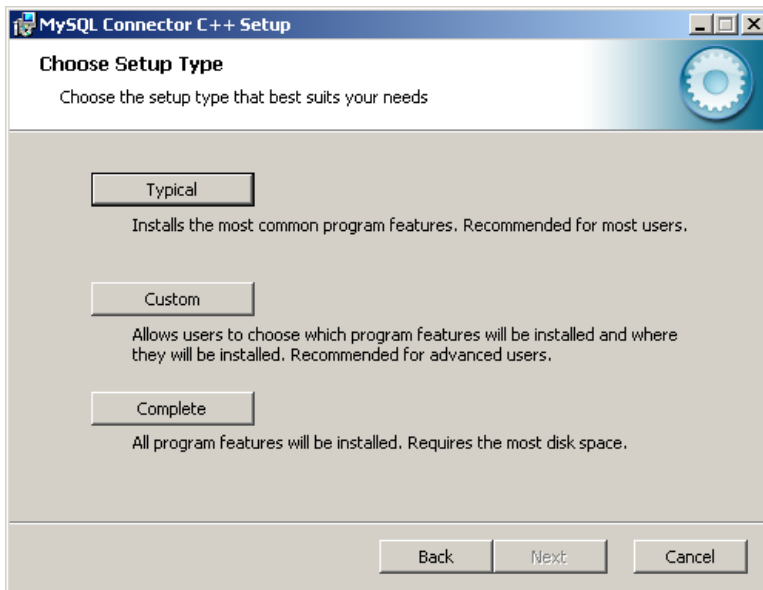 MySQL Connector C++ Setup
Choose Setup Type
Choose the setup type that best suits your needs
Typical
Installs the most common program features. Recommended for most users.
Custom
Allows users to choose which program features will be installed and where
they will be installed. Recommended for advanced users.
Complete
All program features will be installed. Requires the most disk space.
Back Next Cancel